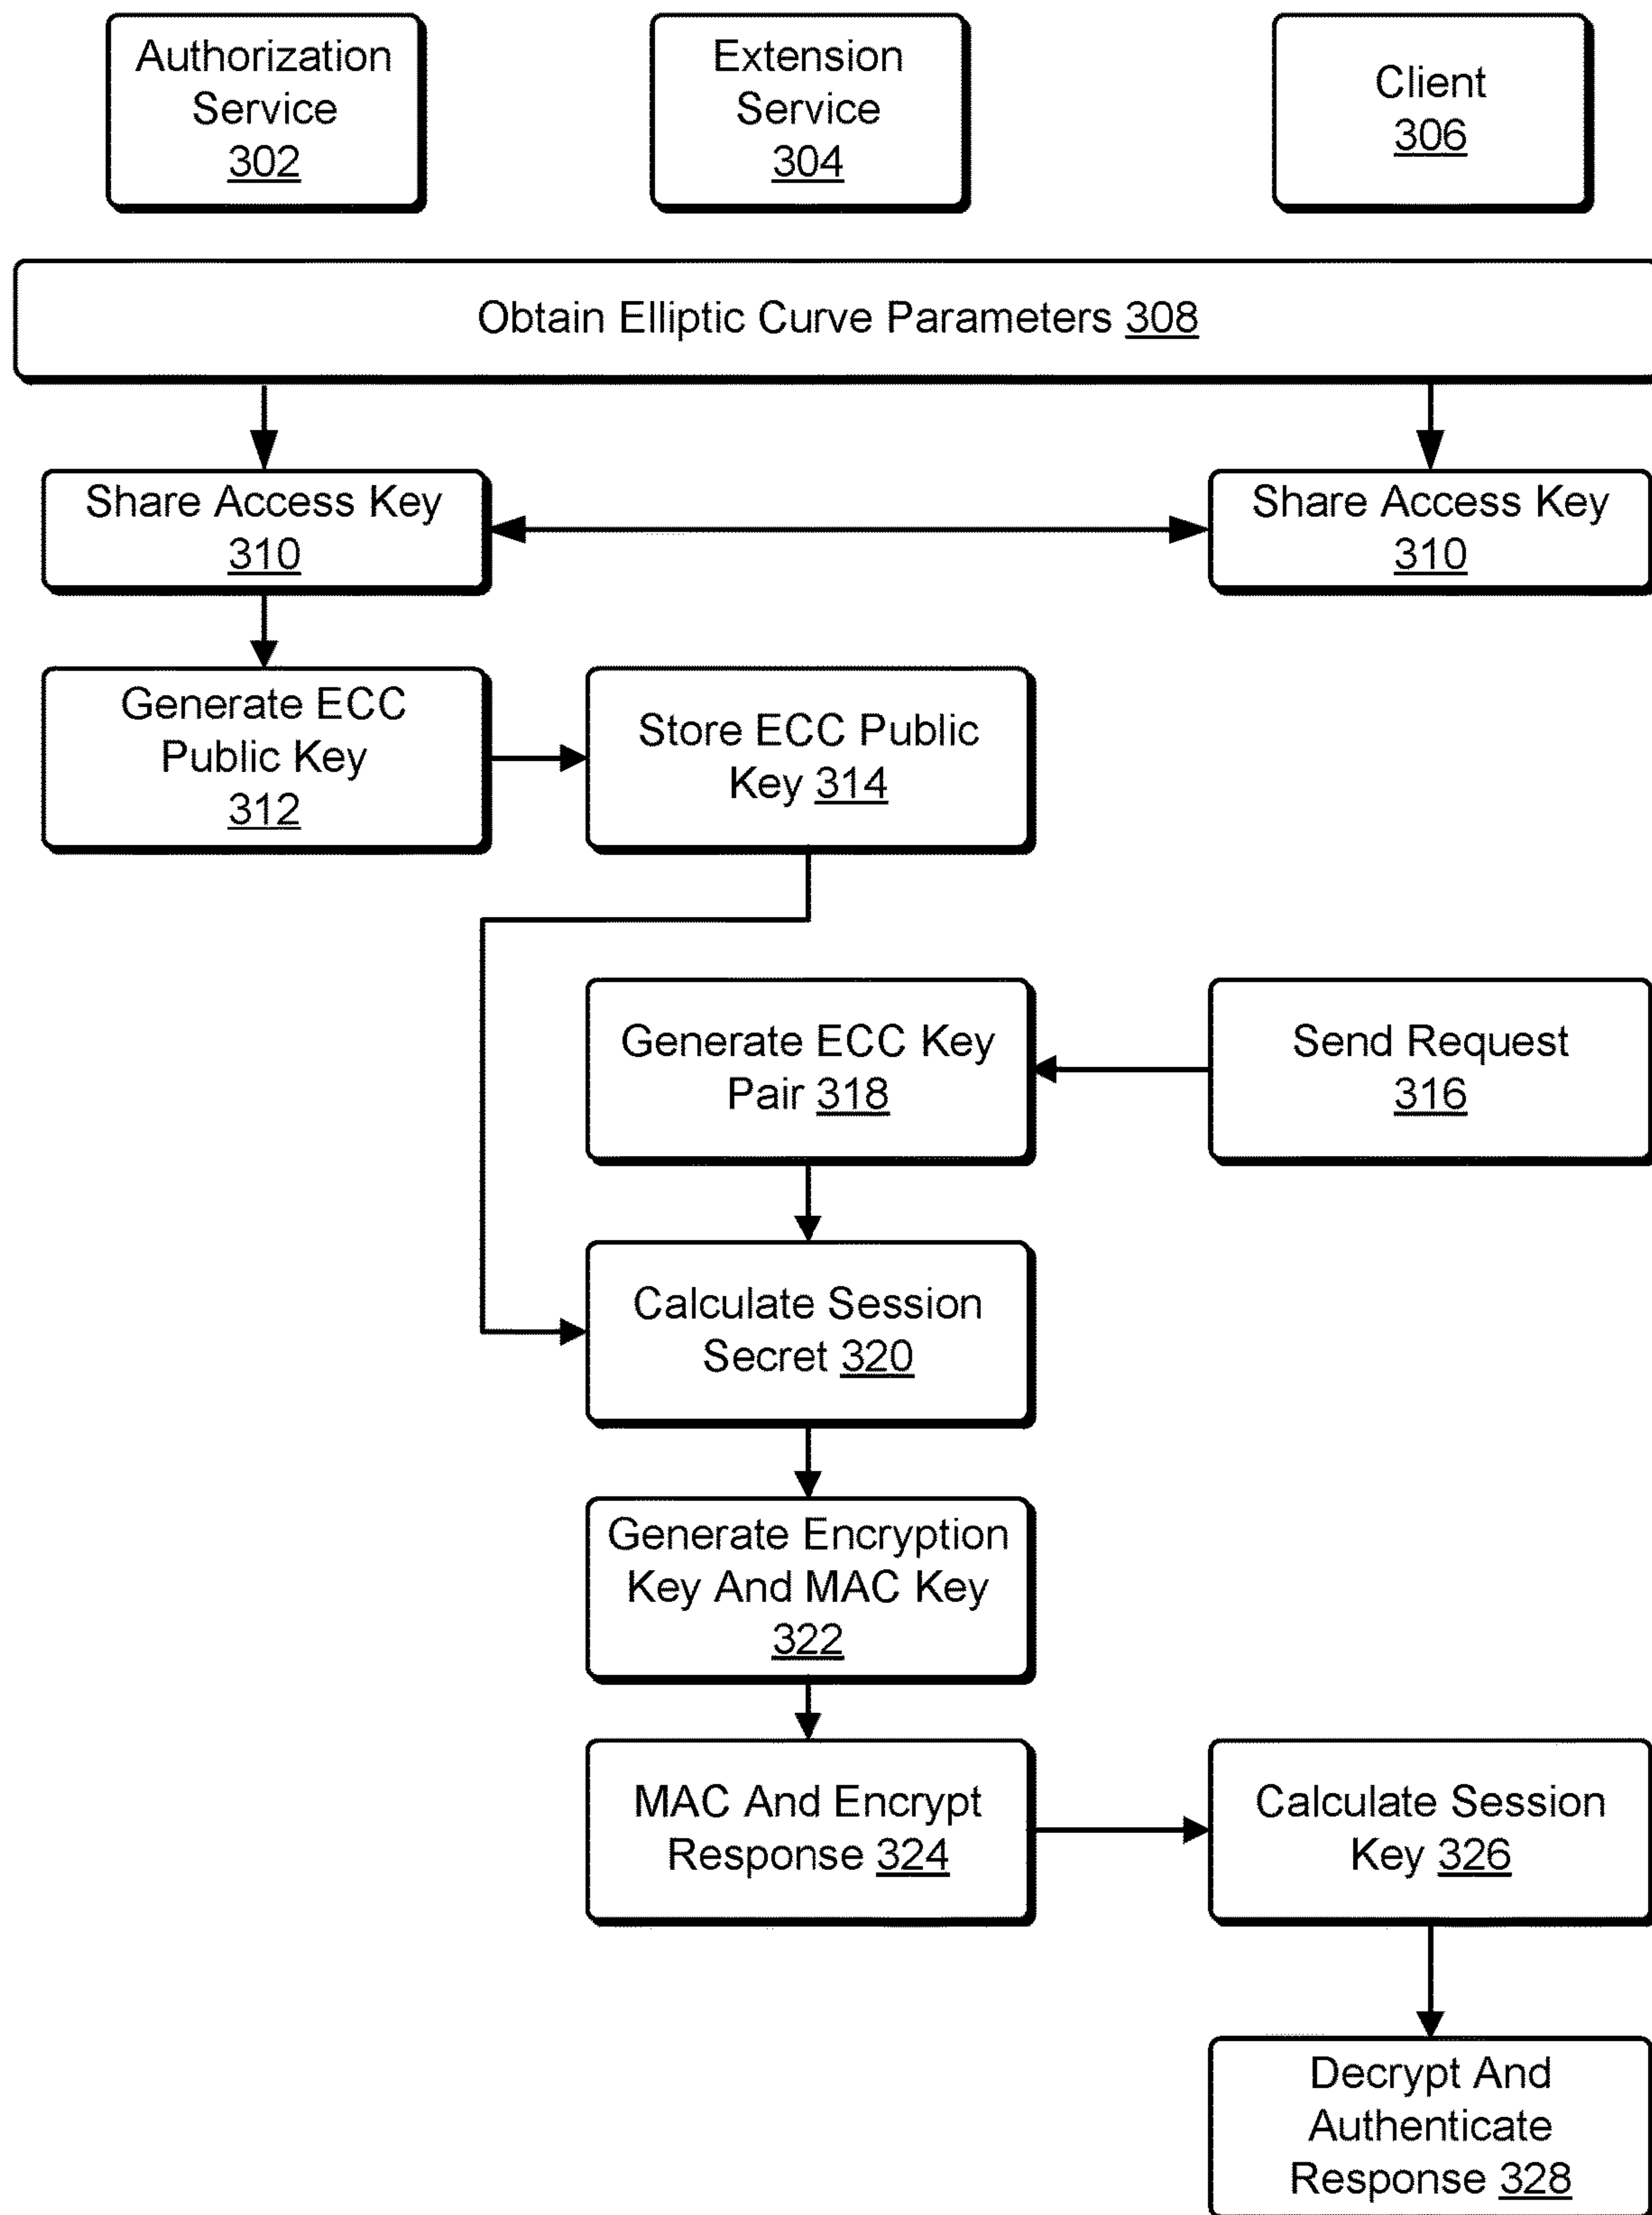 Authorization
Service
302
Extension
Service
304
Client
306
Obtain Elliptic Curve Parameters 308
Share Access Key
310
Share Access Key
310
Generate ECC
Public Key
312
Store ECC Public
Key 314
Generate ECC Key
Pair 318
Send Request
316
Calculate Session
Secret 320
Generate Encryption
Key And MAC Key
322
MAC And Encrypt
Response 324
Calculate Session
Key 326
Decrypt And
Authenticate
Response 328